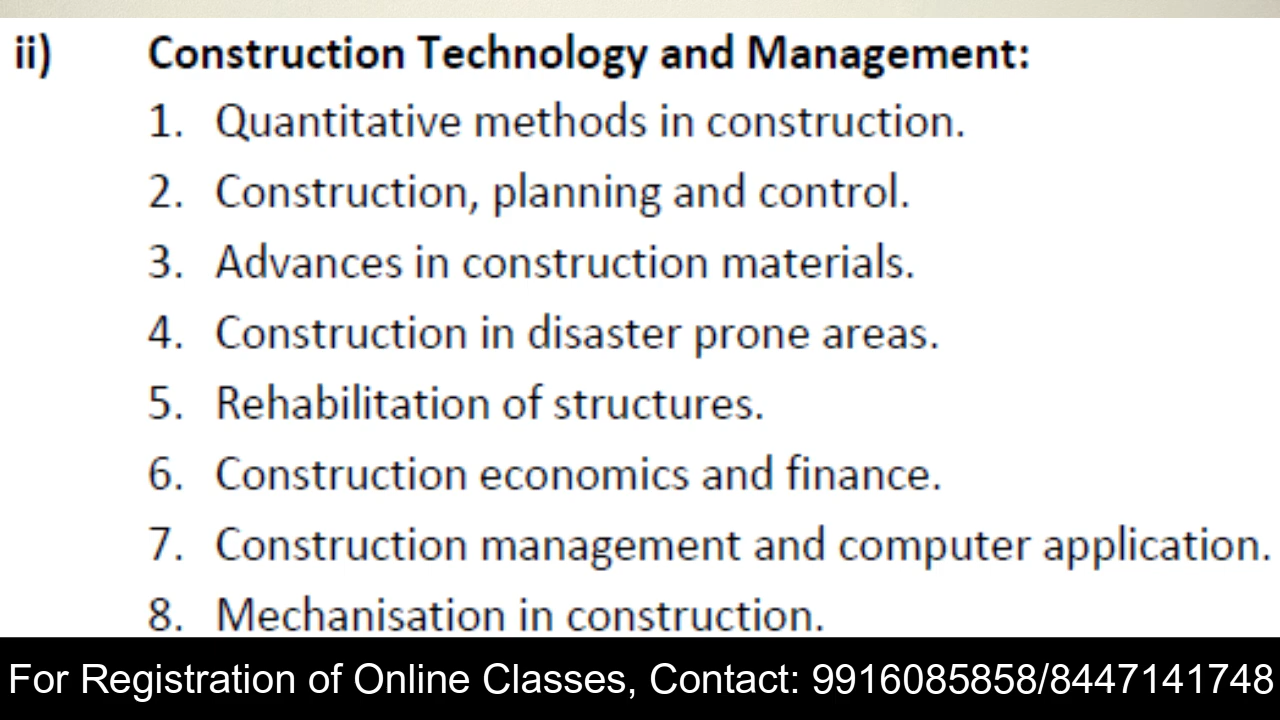 ii) Construction Technology and Management:
1. Quantitative methods in construction.
2. Construction, planning and control.
3. Advances in construction materials.
4. Construction in disaster prone areas.
5. Rehabilitation of structures.
6. Construction economics and finance.
7. Construction management and computer application.
8. Mechanisation in construction.
For Registration of Online Classes, Contact: 9916085858/8447141748